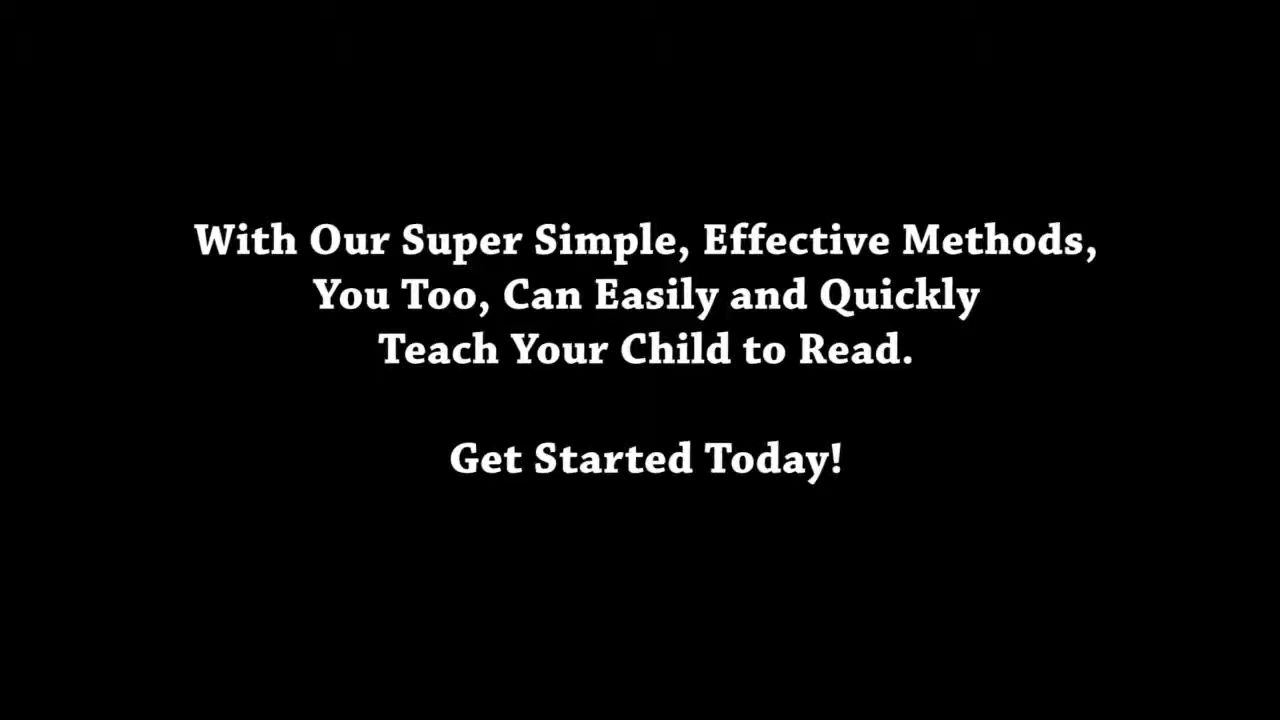 With Our Super Simple, Effective Methods,
You Too, Can Easily and Quickly
Teach Your Child to Read.
Get Started Today!